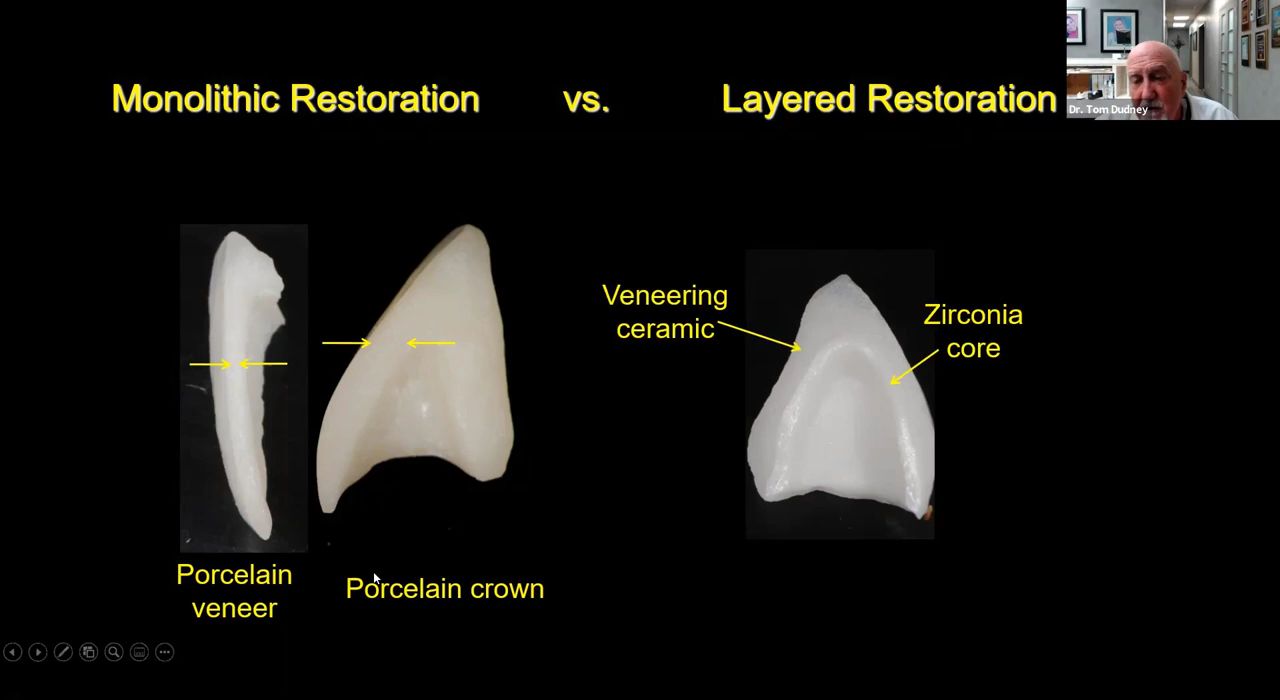 Monolithic Restoration vs. Layered Restoration
Dr. Tom Dudney
Veneering
ceramic
Zirconia
core
Porcelain
veneer
Porcelain crown